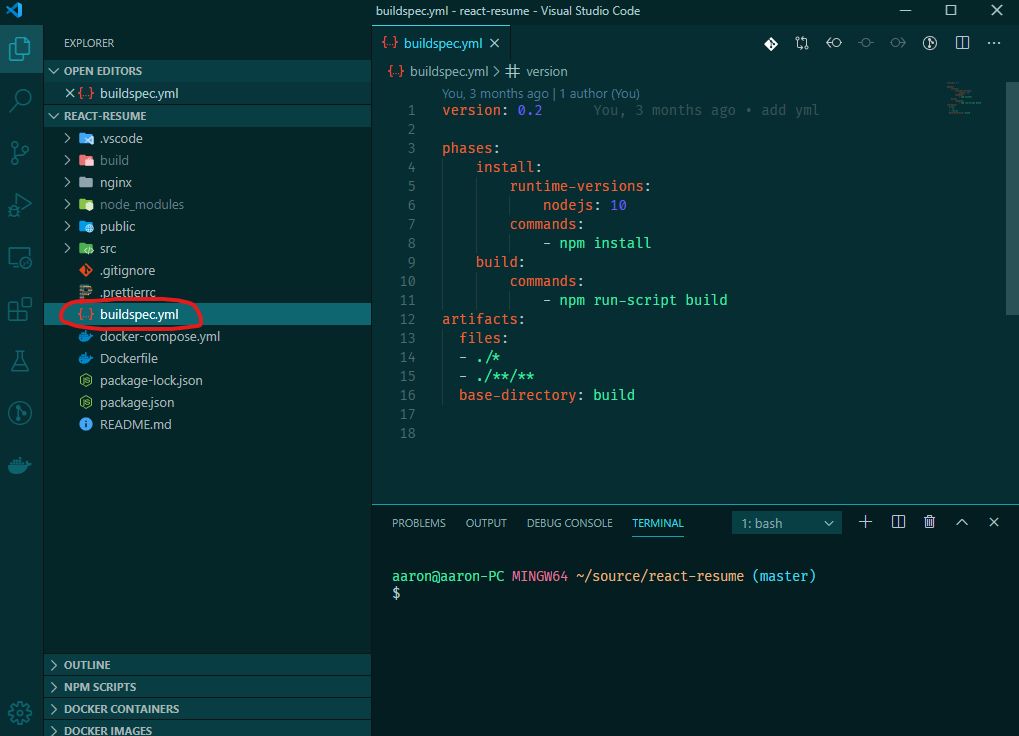 buildspec.yml - react-resume - Visual Studio Code
EXPLORER
OPEN EDITORS
buildspec.yml
REACT-RESUME
.vscode
build
nginx
node_modules
public
src
.gitignore
.prettierrc
buildspec.yml
docker-compose.yml
Dockerfile
package-lock.json
package.json
README.md
OUTLINE
NPM SCRIPTS
DOCKER CONTAINERS
DOCKER IMAGES
buildspec.yml
buildspec.yml > version
You, 3 months ago | 1 author (You)
1 version: 0.2 You, 3 months ago • add yml
2
3 phases:
4 install:
5 runtime-versions:
6 nodejs: 10
7 commands:
8 - npm install
9 build:
10 commands:
11 - npm run-script build
12 artifacts:
13 files:
14 - ./*
15 - ./**/**
16 base-directory: build
17
18
PROBLEMS OUTPUT DEBUG CONSOLE TERMINAL 1: bash
aaron@aaron-PC MINGW64 ~/source/react-resume (master)
$